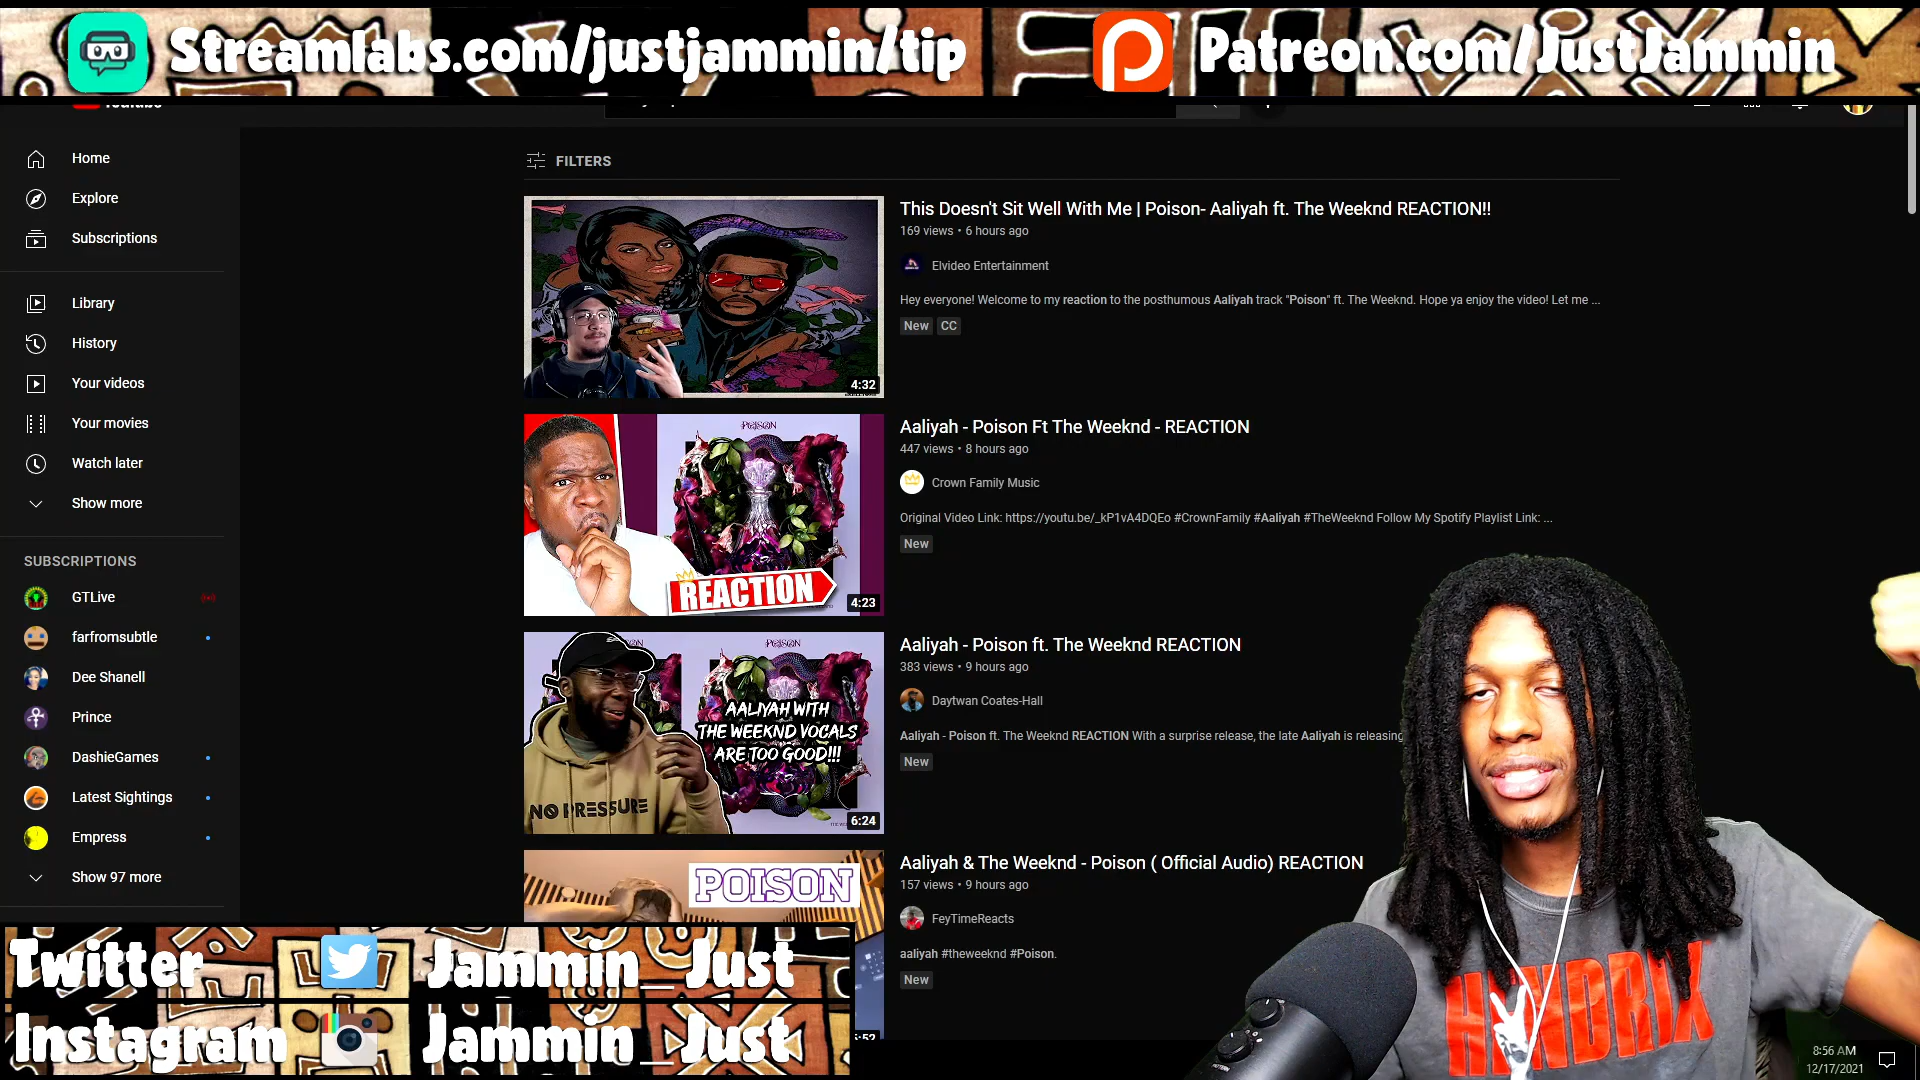 Streamlabs.com/justjammin/tip
Patreon.com/JustJammin
Home
Explore
Subscriptions
Library
History
Your videos
Your movies
Watch later
Show more
SUBSCRIPTIONS
GTLive
farfromsubtle
Dee Shanell
Prince
DashieGames
Latest Sightings
Empress
Show 97 more
FILTERS
4:32
This Doesn't Sit Well With Me | Poison- Aaliyah ft. The Weeknd REACTION!!
169 views • 6 hours ago
Elvideo Entertainment
Hey everyone! Welcome to my reaction to the posthumous Aaliyah track "Poison" ft. The Weeknd. Hope ya enjoy the video! Let me ...
New CC
POISON
REACTION
4:23
Aaliyah - Poison Ft The Weeknd - REACTION
447 views • 8 hours ago
Crown Family Music
Original Video Link: https://youtu.be/_kP1vA4DQEo #CrownFamily #Aaliyah #TheWeeknd Follow My Spotify Playlist Link: ...
New
POISON
AALIYAH WITH
THE WEEKND VOCALS
ARE TOO GOOD!!!
NO PRESSURE
6:24
Aaliyah - Poison ft. The Weeknd REACTION
383 views • 9 hours ago
Daytwan Coates-Hall
Aaliyah - Poison ft. The Weeknd REACTION With a surprise release, the late Aaliyah is releasing
New
POISON
Aaliyah & The Weeknd - Poison ( Official Audio) REACTION
157 views • 9 hours ago
FeyTimeReacts
aaliyah #theweeknd #Poison.
New
Twitter Jammin_Just
Instagram Jammin_Just
HENDRIX
PATTERN
8:56 AM
12/17/2021